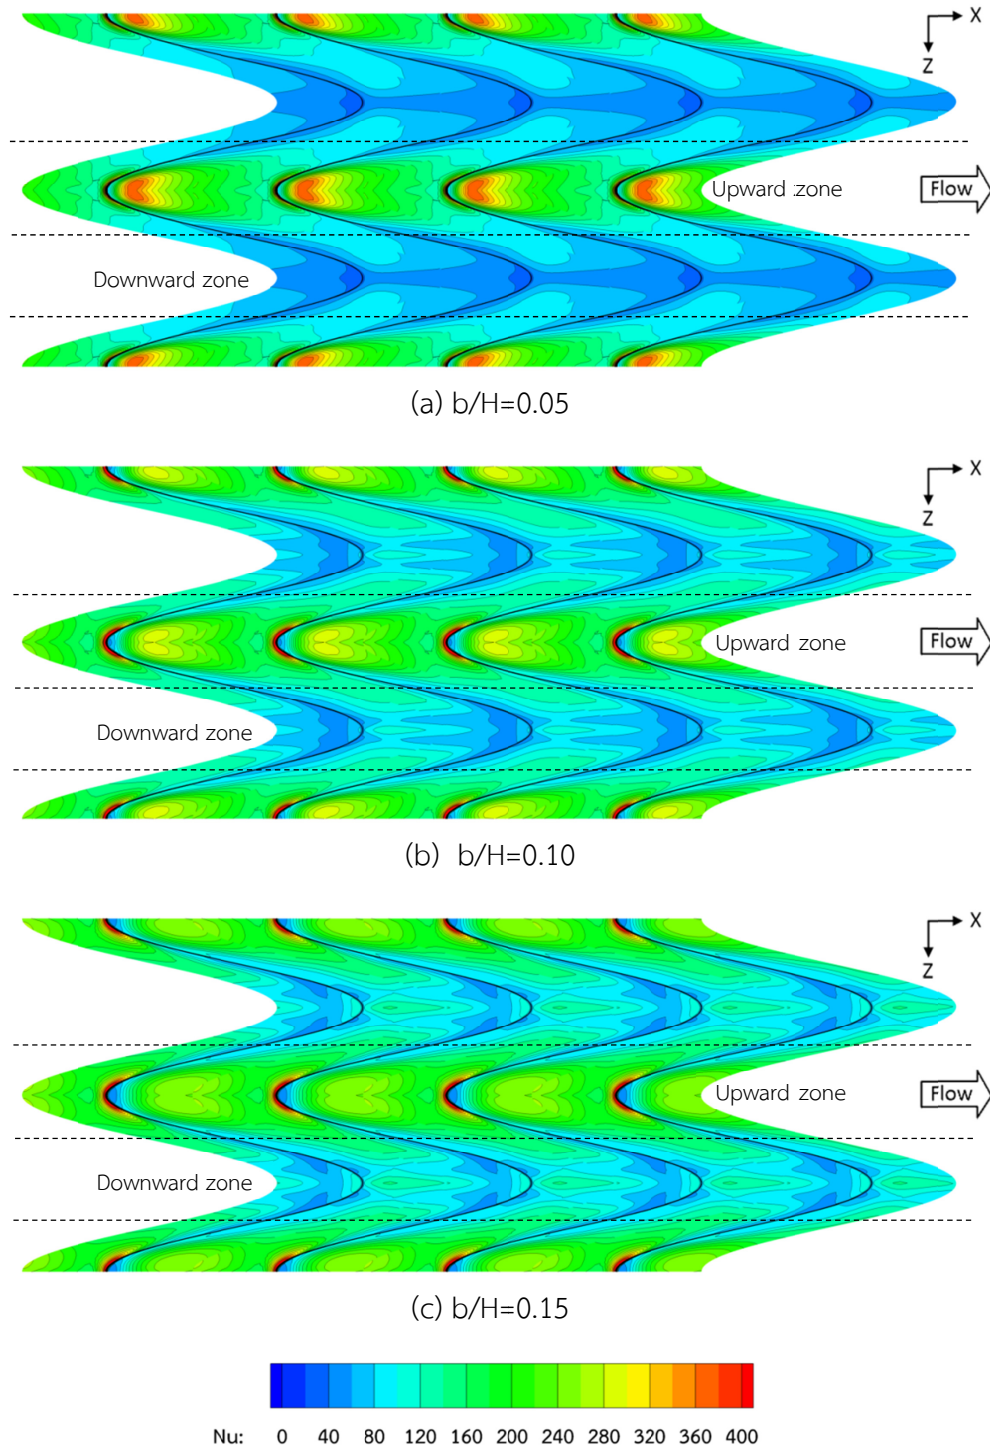 X
Z
Upward zone
Flow
Downward zone
(a) b/H=0.05
X
Z
Upward zone
Flow
Downward zone
(b) b/H=0.10
X
Z
Upward zone
Flow
Downward zone
(c) b/H=0.15
Nu: 0 40 80 120 160 200 240 280 320 360 400